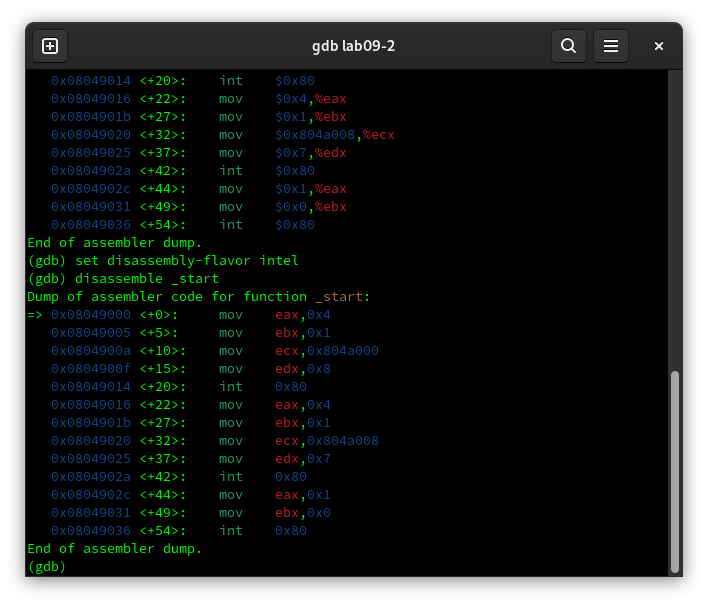 gdb lab09-2
0x08049014 <+20>: int $0x80
0x08049016 <+22>: mov $0x4,%eax
0x0804901b <+27>: mov $0x1,%ebx
0x08049020 <+32>: mov $0x804a008,%ecx
0x08049025 <+37>: mov $0x7,%edx
0x0804902a <+42>: int $0x80
0x0804902c <+44>: mov $0x1,%eax
0x08049031 <+49>: mov $0x0,%ebx
0x08049036 <+54>: int $0x80
End of assembler dump.
(gdb) set disassembly-flavor intel
(gdb) disassemble _start
Dump of assembler code for function _start:
=> 0x08049000 <+0>: mov eax,0x4
0x08049005 <+5>: mov ebx,0x1
0x0804900a <+10>: mov ecx,0x804a000
0x0804900f <+15>: mov edx,0x8
0x08049014 <+20>: int 0x80
0x08049016 <+22>: mov eax,0x4
0x0804901b <+27>: mov ebx,0x1
0x08049020 <+32>: mov ecx,0x804a008
0x08049025 <+37>: mov edx,0x7
0x0804902a <+42>: int 0x80
0x0804902c <+44>: mov eax,0x1
0x08049031 <+49>: mov ebx,0x0
0x08049036 <+54>: int 0x80
End of assembler dump.
(gdb)